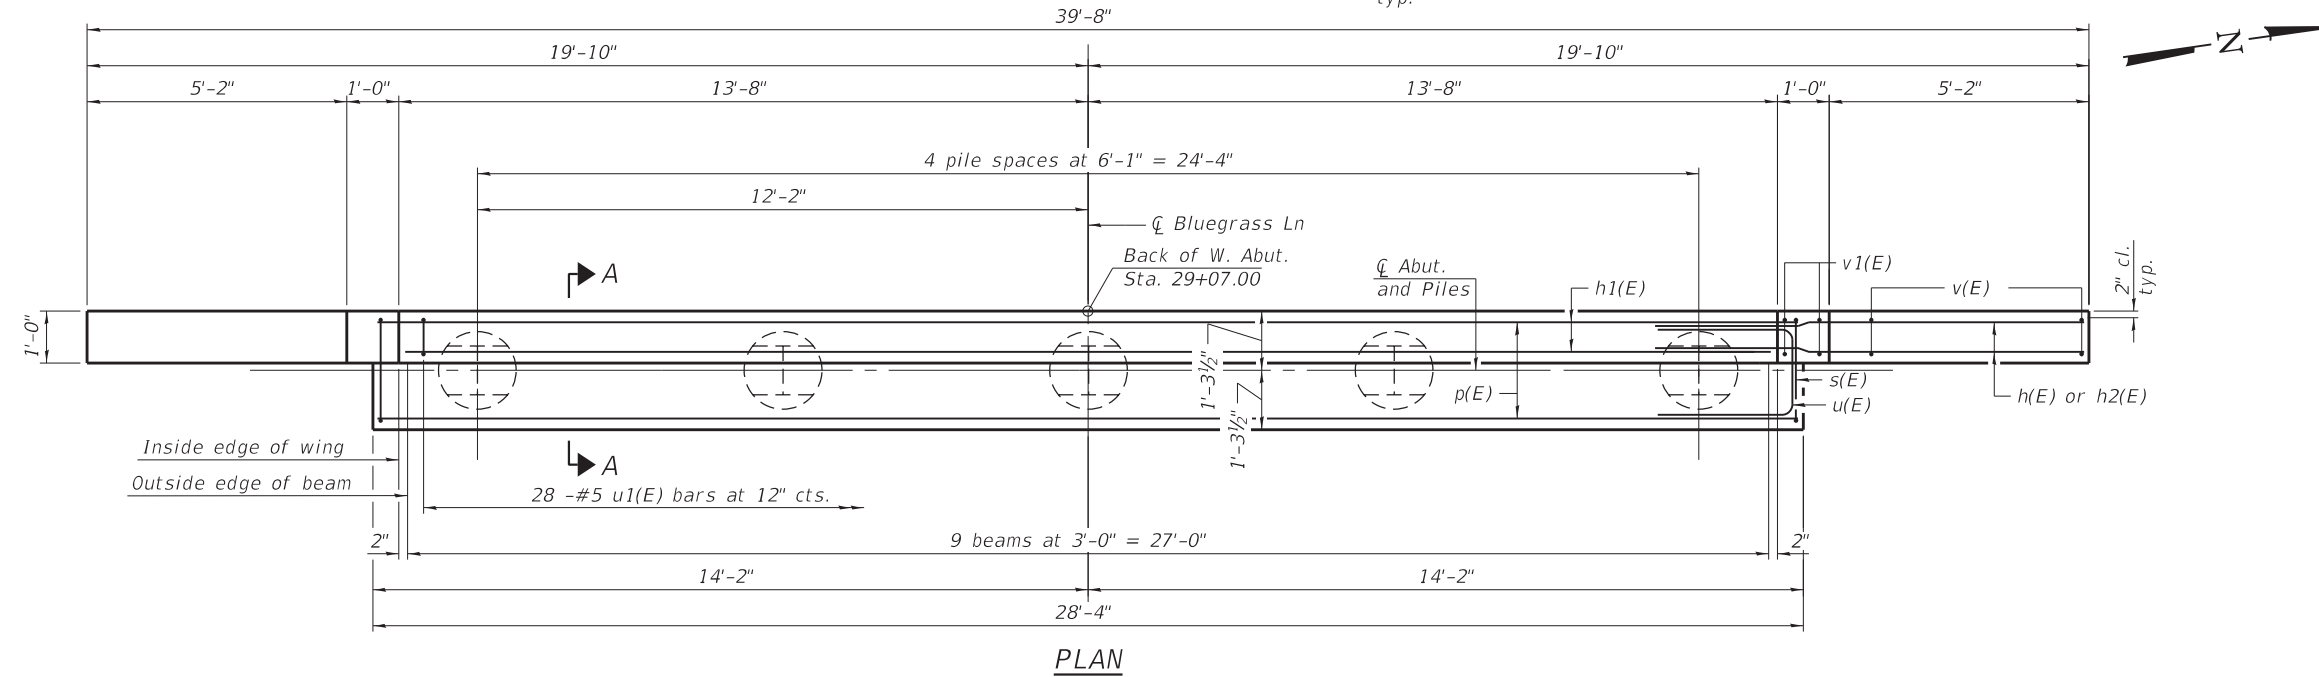 typ.
39'-8"
19'-10"
19'-10"
N
5'-2"
1'-0"
13'-8"
13'-8"
1'-0"
5'-2"
4 pile spaces at 6'-1" = 24'-4"
12'-2"
℄ Bluegrass Ln
Back of W. Abut.
Sta. 29+07.00
℄ Abut.
and Piles
A
h1(E)
v1(E)
v(E)
2" cl.
typ.
1'-0"
1'-3½"
1'-3½"
p(E)
s(E)
u(E)
h(E) or h2(E)
Inside edge of wing
Outside edge of beam
A
28 -#5 u1(E) bars at 12" cts.
2"
9 beams at 3'-0" = 27'-0"
2"
14'-2"
14'-2"
28'-4"
PLAN